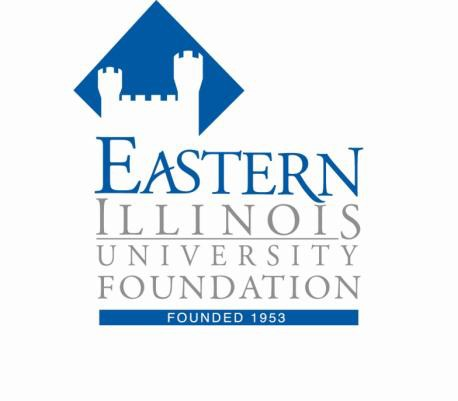 EASTERN
ILLINOIS
UNIVERSITY
FOUNDATION
FOUNDED 1953